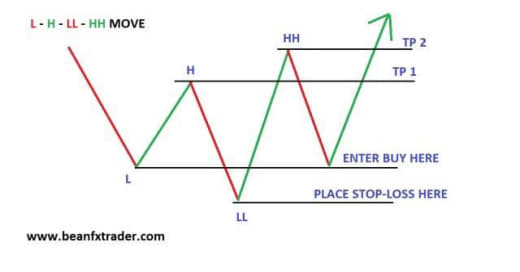 L - H - LL - HH MOVE
HH
TP 2
H
TP 1
ENTER BUY HERE
L
PLACE STOP-LOSS HERE
LL
www.beanfxtrader.com